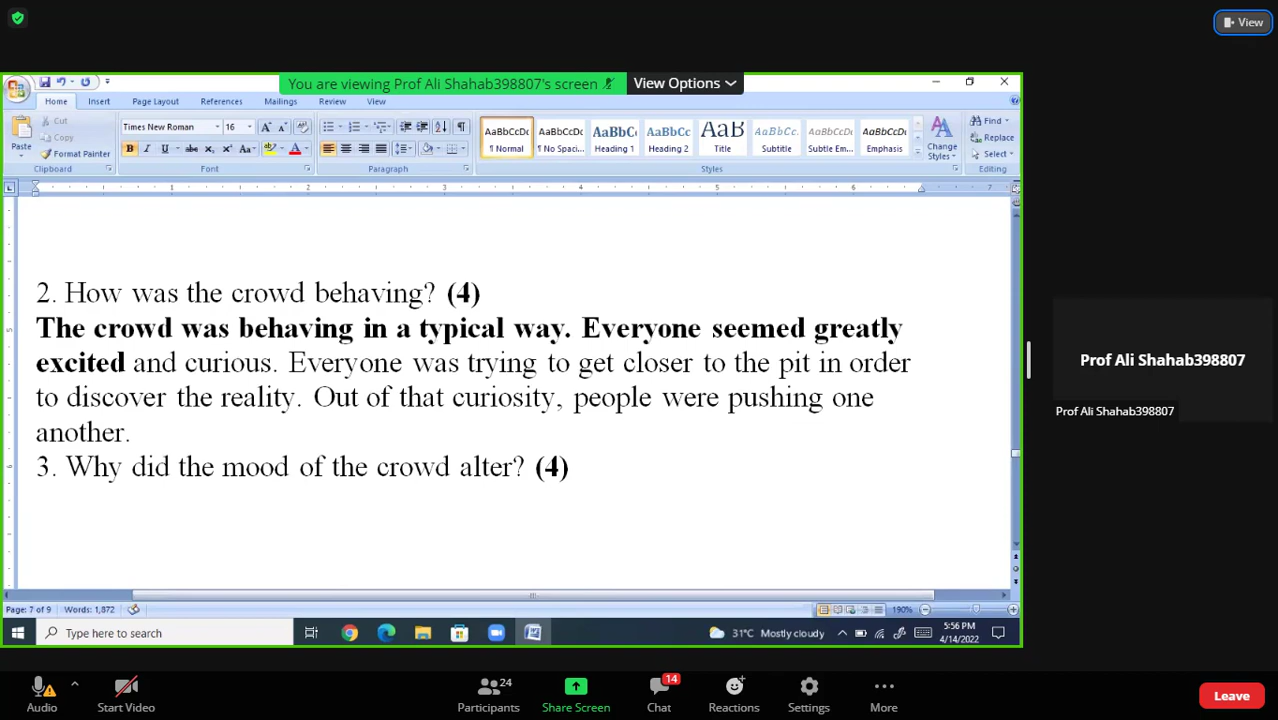 View
You are viewing Prof Ali Shahab398807's screen
View Options
Home Insert Page Layout References Mailings Review View
Cut
Copy
Format Painter
Paste
Times New Roman 16
AaBbCcDc AaBbCcDc AaBbC AaBbCc AaB AaBbCc. AaBbCcDc AaBbCcDc
¶ Normal ¶ No Spaci... Heading 1 Heading 2 Title Subtitle Subtle Em... Emphasis
Change Styles
Find
Replace
Select
Clipboard Font Paragraph Styles Editing
1 2 3 4 5 6 7
2. How was the crowd behaving? (4)
The crowd was behaving in a typical way. Everyone seemed greatly
excited and curious. Everyone was trying to get closer to the pit in order
to discover the reality. Out of that curiosity, people were pushing one
another.
3. Why did the mood of the crowd alter? (4)
Prof Ali Shahab398807
Prof Ali Shahab398807
Page: 7 of 9 Words: 1,872 190%
Type here to search
31°C Mostly cloudy
5:56 PM
4/14/2022
Audio
Start Video
24
Participants
Share Screen
14
Chat
Reactions
Settings
More
Leave